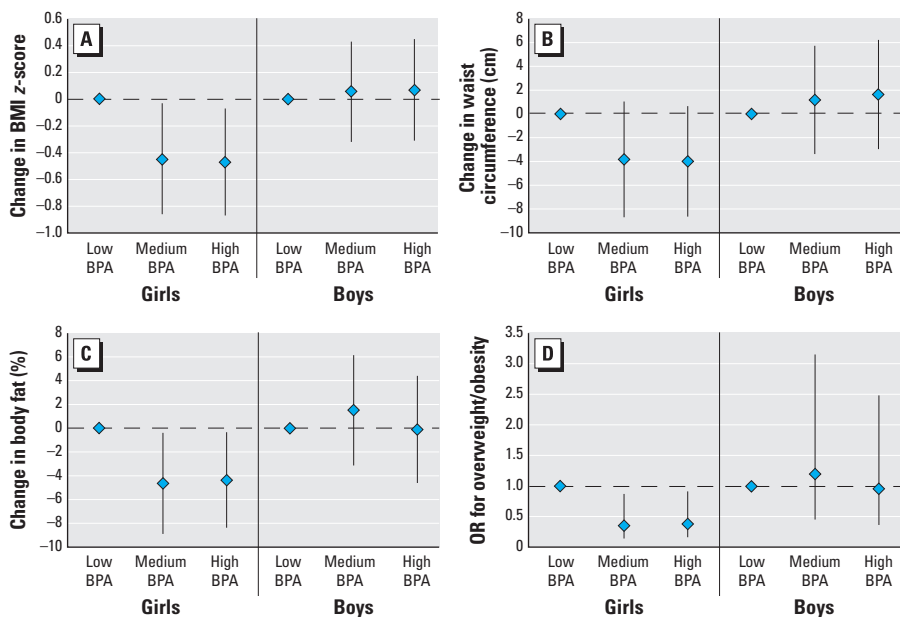 A
Change in BMI z-score
0.6
0.4
0.2
0
–0.2
–0.4
–0.6
–0.8
–1.0
Low Medium High Low Medium High
BPA BPA BPA BPA BPA BPA
Girls Boys
B
Change in waist
circumference (cm)
8
6
4
2
0
–2
–4
–6
–8
–10
Low Medium High Low Medium High
BPA BPA BPA BPA BPA BPA
Girls Boys
C
Change in body fat (%)
8
6
4
2
0
–2
–4
–6
–8
–10
Low Medium High Low Medium High
BPA BPA BPA BPA BPA BPA
Girls Boys
D
OR for overweight/obesity
3.5
3.0
2.5
2.0
1.5
1.0
0.5
0
Low Medium High Low Medium High
BPA BPA BPA BPA BPA BPA
Girls Boys